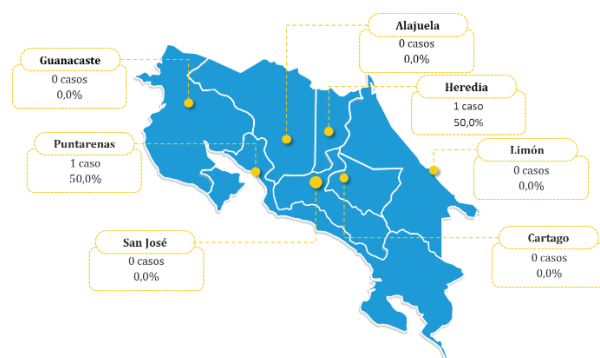 Alajuela
0 casos
0,0%
Guanacaste
0 casos
0,0%
Heredia
1 caso
50,0%
Puntarenas
1 caso
50,0%
Limón
0 casos
0,0%
San José
0 casos
0,0%
Cartago
0 casos
0,0%